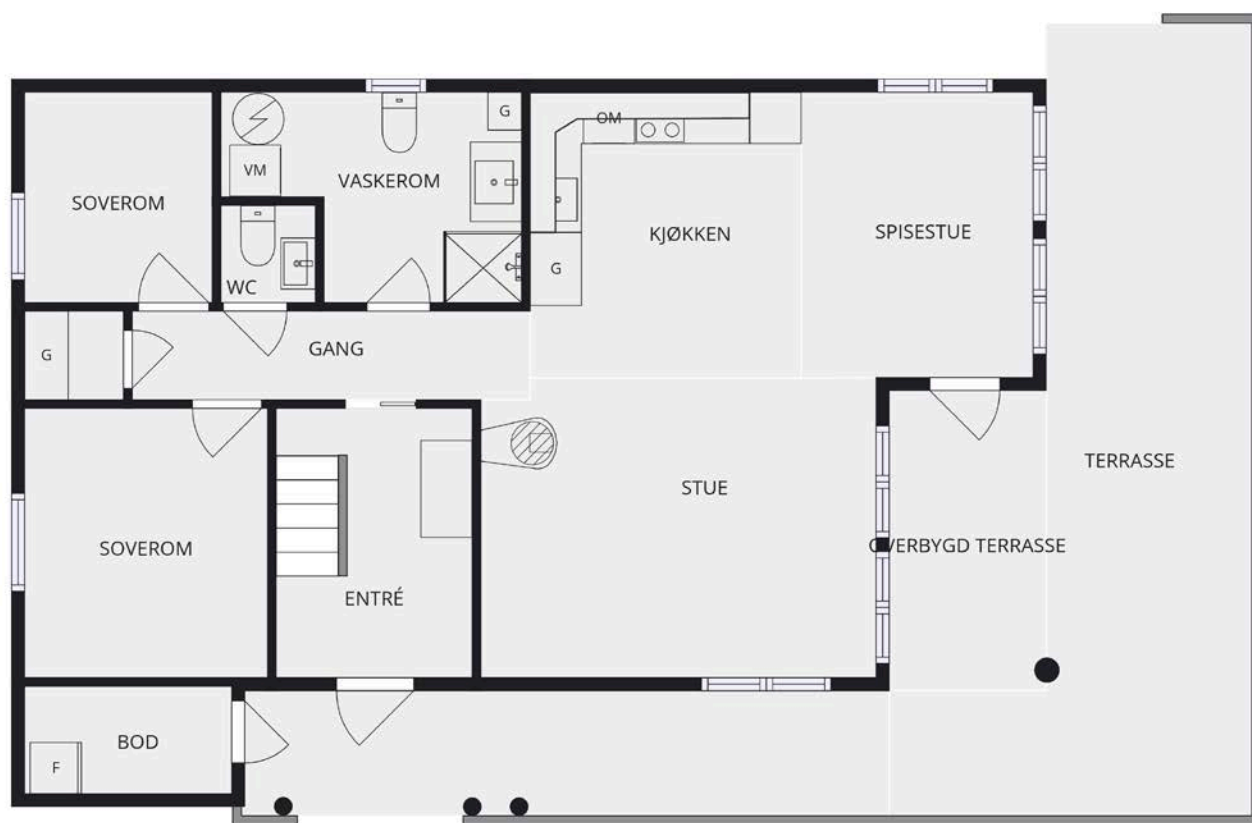 G
OM
VM
VASKEROM
SOVEROM
KJØKKEN
SPISESTUE
G
WC
GANG
G
TERRASSE
STUE
SOVEROM
OVERBYGD TERRASSE
ENTRÉ
BOD
F